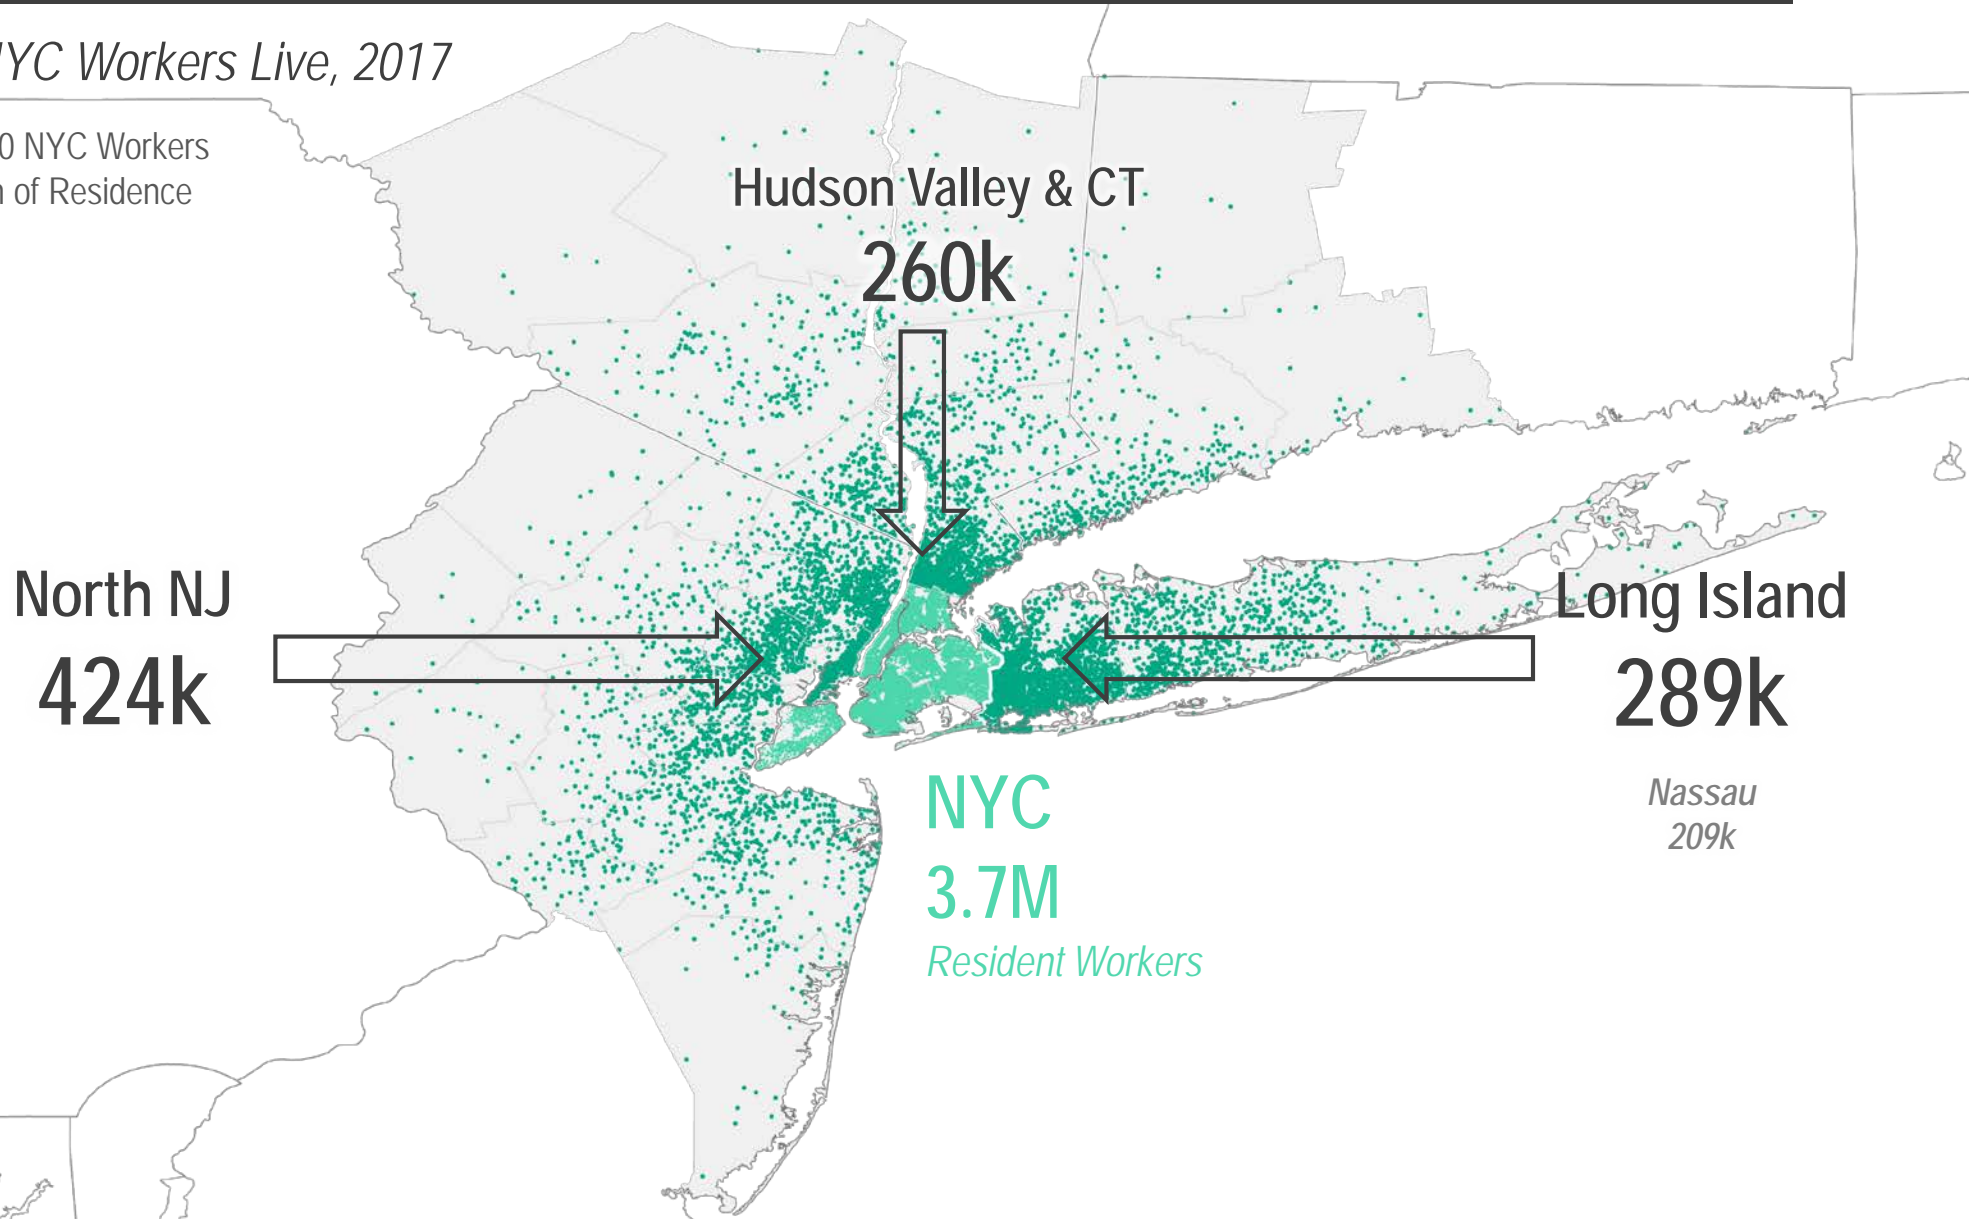 YC Workers Live, 2017
0 NYC Workers
of Residence
Hudson Valley & CT
260k
North NJ
424k
Long Island
289k
Nassau
209k
NYC
3.7M
Resident Workers